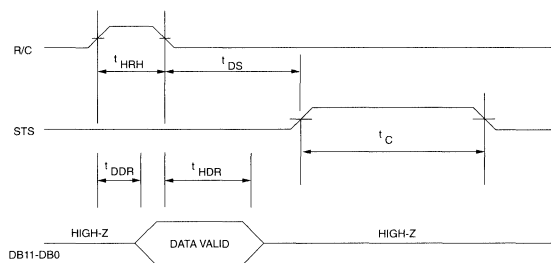 R/C
t HRH
t DS
STS
t C
t DDR
t HDR
HIGH-Z
DATA VALID
HIGH-Z
DB11-DB0